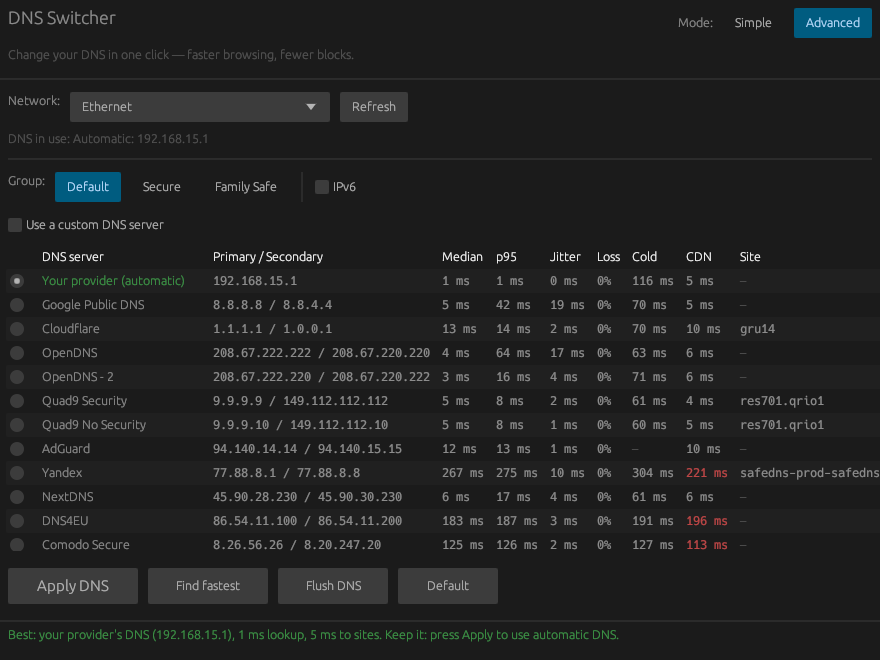 DNS Switcher
Mode: Simple Advanced
Change your DNS in one click — faster browsing, fewer blocks.
Network: Ethernet Refresh
DNS in use: Automatic: 192.168.15.1
Group: Default Secure Family Safe IPv6
Use a custom DNS server
DNS server Primary / Secondary Median p95 Jitter Loss Cold CDN Site
Your provider (automatic) 192.168.15.1 1 ms 1 ms 0 ms 0% 116 ms 5 ms —
Google Public DNS 8.8.8.8 / 8.8.4.4 5 ms 42 ms 19 ms 0% 70 ms 5 ms —
Cloudflare 1.1.1.1 / 1.0.0.1 13 ms 14 ms 2 ms 0% 70 ms 10 ms gru14
OpenDNS 208.67.222.222 / 208.67.220.220 4 ms 64 ms 17 ms 0% 63 ms 6 ms —
OpenDNS - 2 208.67.222.220 / 208.67.220.222 3 ms 16 ms 4 ms 0% 71 ms 6 ms —
Quad9 Security 9.9.9.9 / 149.112.112.112 5 ms 8 ms 2 ms 0% 61 ms 4 ms res701.qrio1
Quad9 No Security 9.9.9.10 / 149.112.112.10 5 ms 8 ms 1 ms 0% 60 ms 5 ms res701.qrio1
AdGuard 94.140.14.14 / 94.140.15.15 12 ms 13 ms 1 ms 0% — 10 ms —
Yandex 77.88.8.1 / 77.88.8.8 267 ms 275 ms 10 ms 0% 304 ms 221 ms safedns-prod-safedns
NextDNS 45.90.28.230 / 45.90.30.230 6 ms 17 ms 4 ms 0% 61 ms 6 ms —
DNS4EU 86.54.11.100 / 86.54.11.200 183 ms 187 ms 3 ms 0% 191 ms 196 ms —
Comodo Secure 8.26.56.26 / 8.20.247.20 125 ms 126 ms 2 ms 0% 127 ms 113 ms —
Apply DNS Find fastest Flush DNS Default
Best: your provider's DNS (192.168.15.1), 1 ms lookup, 5 ms to sites. Keep it: press Apply to use automatic DNS.